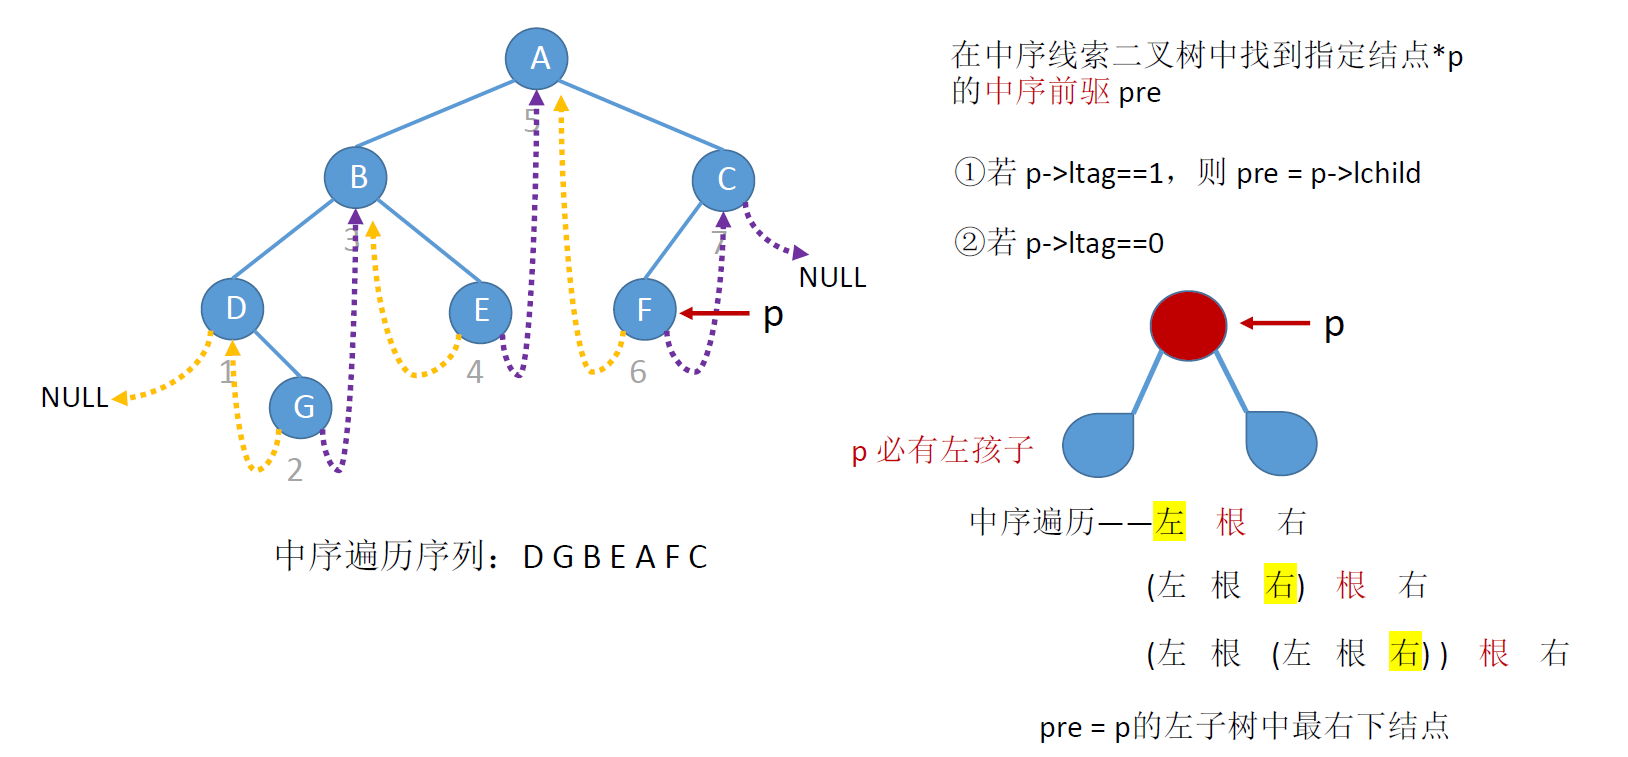 A
5
B
C
3
7
NULL
D
E
F
p
1
4
6
NULL
G
2
中序遍历序列：D G B E A F C
在中序线索二叉树中找到指定结点*p
的中序前驱 pre
①若 p->ltag==1，则 pre = p->lchild
②若 p->ltag==0
p
p 必有左孩子
中序遍历——左 根 右
(左 根 右) 根 右
(左 根 (左 根 右) ) 根 右
pre = p的左子树中最右下结点